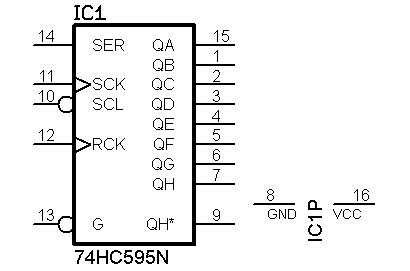 IC1
14 SER QA 15
QB 1
11 SCK QC 2
10 SCL QD 3
QE 4
12 RCK QF 5
QG 6
QH 7
8 GND IC1P 16 VCC
13 G QH* 9
74HC595N